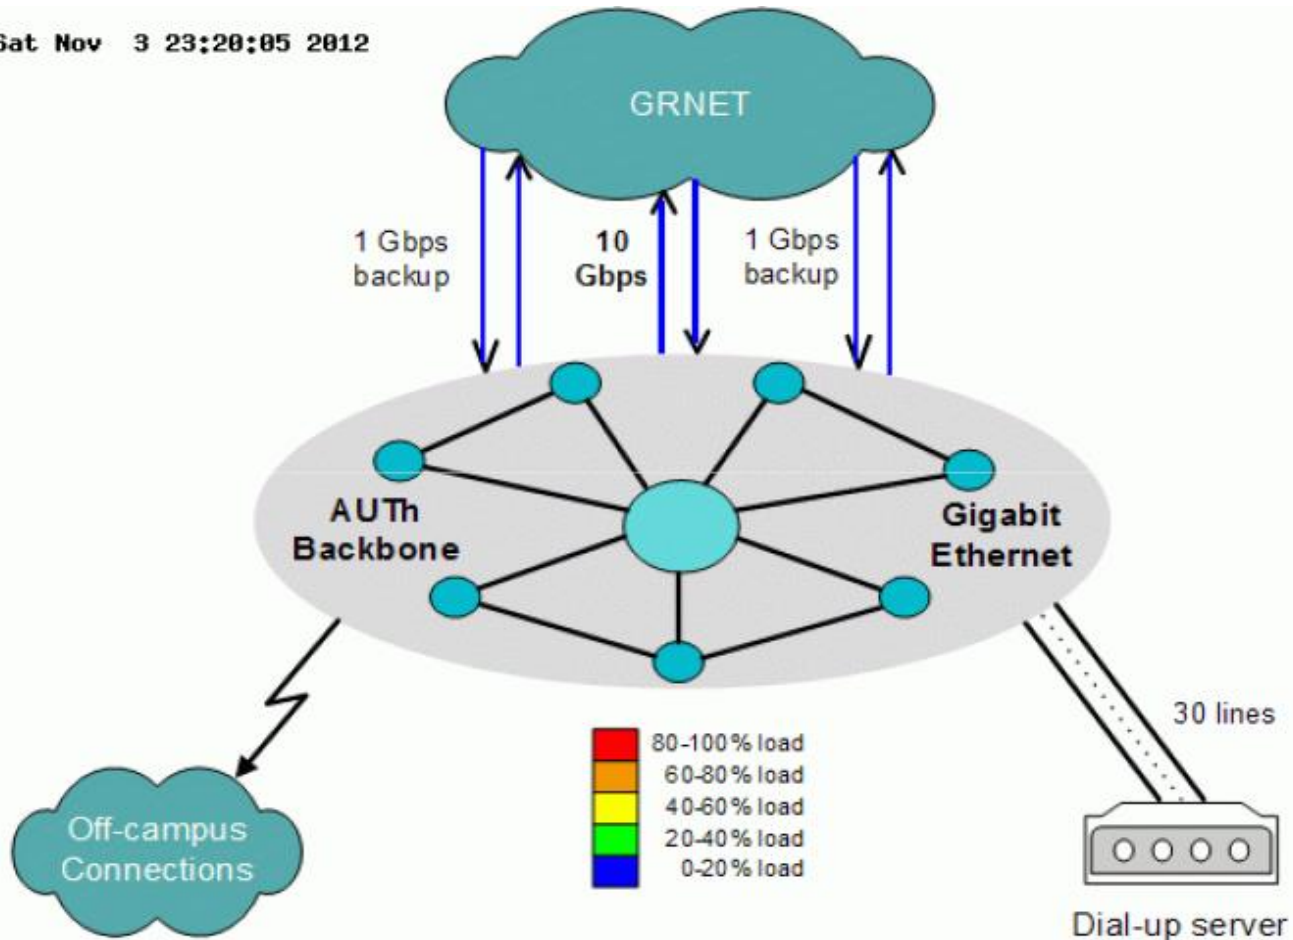 Sat Nov 3 23:20:05 2012
GRNET
1 Gbps
backup
10
Gbps
1 Gbps
backup
AUTh
Backbone
Gigabit
Ethernet
30 lines
80-100% load
60-80% load
40-60% load
20-40% load
0-20% load
Off-campus
Connections
Dial-up server